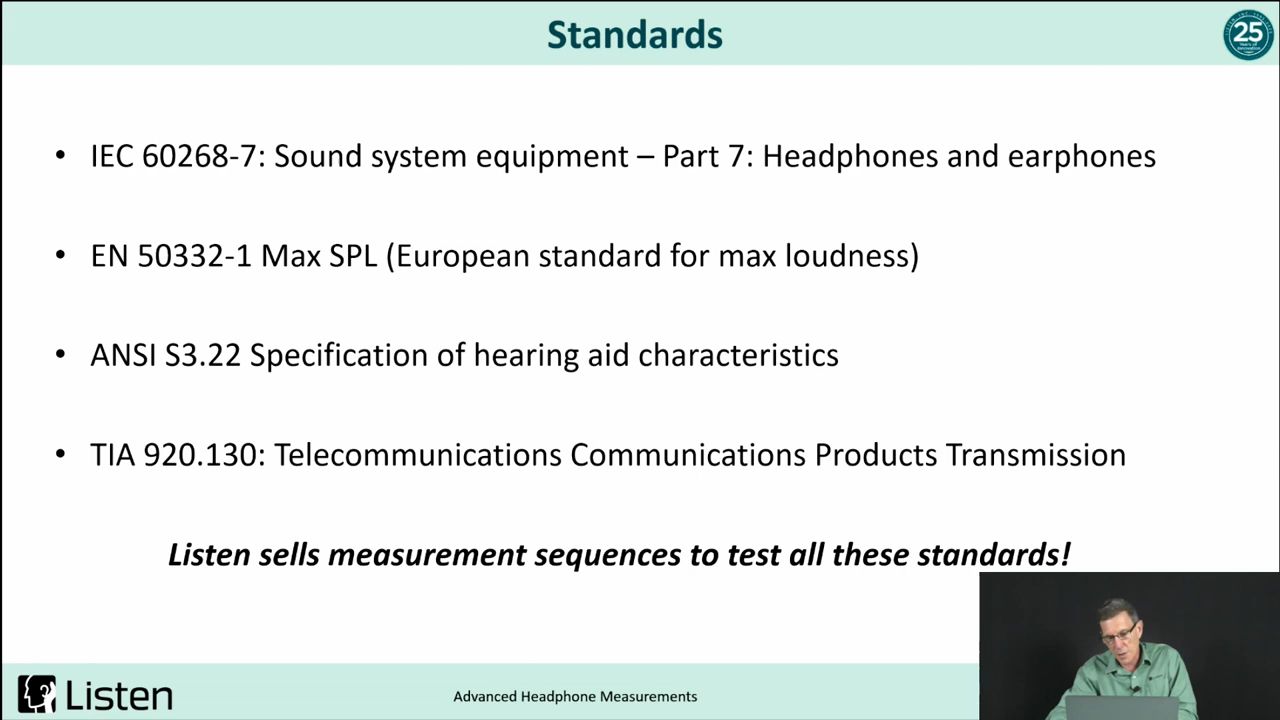 Standards
25
Years of
• IEC 60268-7: Sound system equipment – Part 7: Headphones and earphones
• EN 50332-1 Max SPL (European standard for max loudness)
• ANSI S3.22 Specification of hearing aid characteristics
• TIA 920.130: Telecommunications Communications Products Transmission
Listen sells measurement sequences to test all these standards!
Listen
Advanced Headphone Measurements